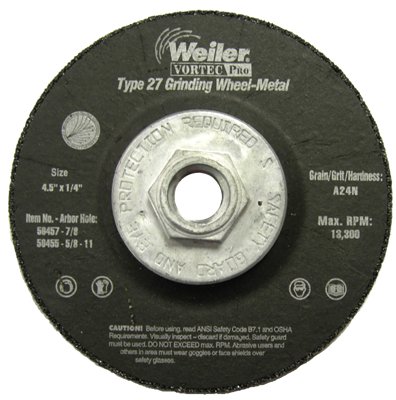 Weiler
VORTEC PRO
Type 27 Grinding Wheel-Metal
EYE PROTECTION REQUIRED
SAFETY GUARD AND
Size
4.5" x 1/4"
Item No. - Arbor Hole:
56457 - 7/8
56455 - 5/8 - 11
Grain/Grit/Hardness:
A24N
Max. RPM:
13,300
CAUTION! Before using, read ANSI Safety Code B7.1 and OSHA
Requirements. Visually inspect – discard if damaged. Safety guard
must be used. DO NOT EXCEED max. RPM. Abrasive users and
others in area must wear goggles or face shields over
safety glasses.